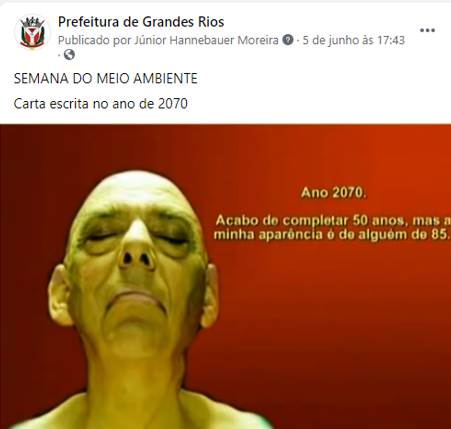 Prefeitura de Grandes Rios
Publicado por Júnior Hannebauer Moreira · 5 de junho às 17:43
·
SEMANA DO MEIO AMBIENTE
Carta escrita no ano de 2070
Ano 2070.
Acabo de completar 50 anos, mas a
minha aparência é de alguém de 85.